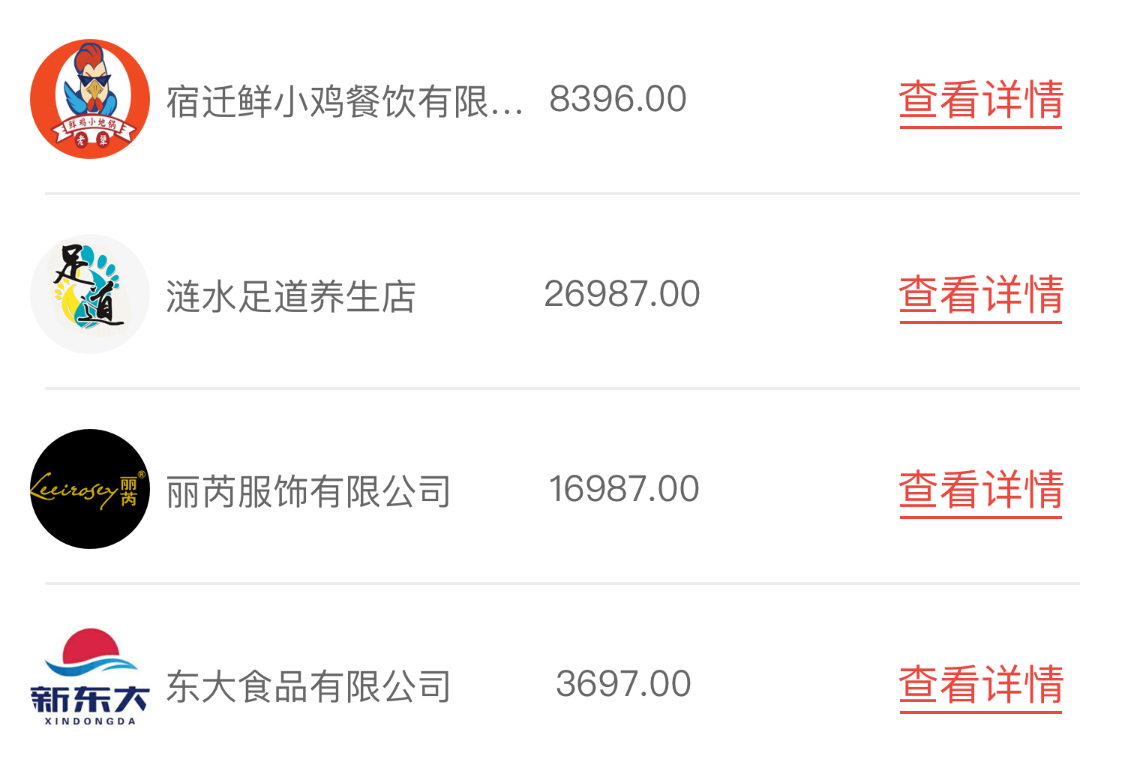 鲜鸡小地锅
老犟
宿迁鲜小鸡餐饮有限... 8396.00 查看详情
足道
涟水足道养生店 26987.00 查看详情
Leeirosey 丽芮®
丽芮服饰有限公司 16987.00 查看详情
新东大
XINDONGDA
东大食品有限公司 3697.00 查看详情